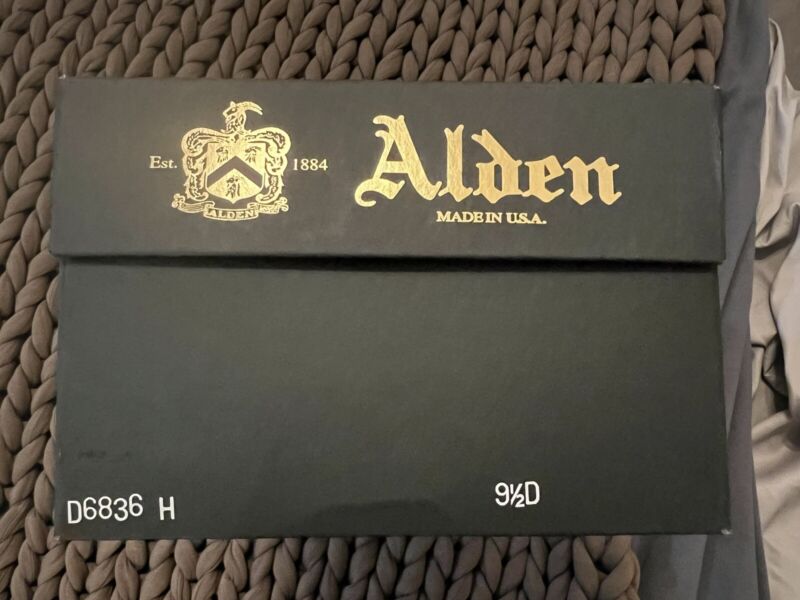 Est. 1884
ALDEN
Alden
MADE IN U.S.A.
D6836 H
9½D